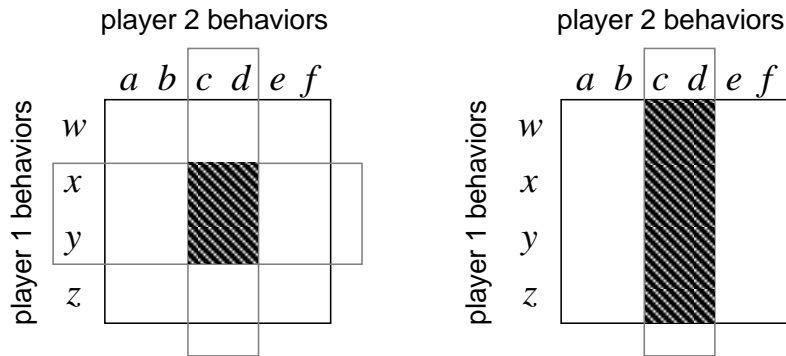 player 2 behaviors
a b c d e f
player 1 behaviors
w
x
y
z
player 2 behaviors
a b c d e f
player 1 behaviors
w
x
y
z